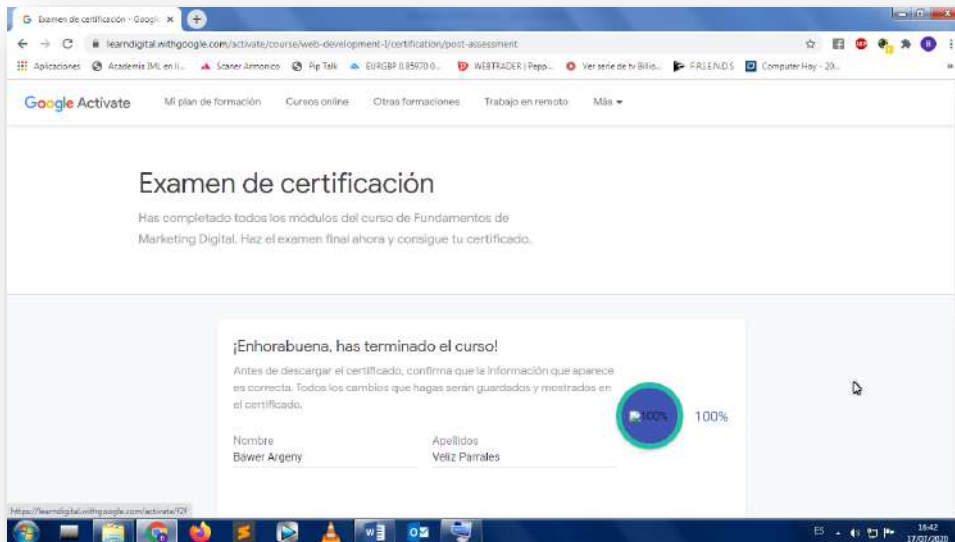 Examen de certificación - Googl
learndigital.withgoogle.com/activate/course/web-development-I/certification/post-assessment
Aplicaciones Academia IML en lí... Scaner Armonico Pip Talk EURGBP 0.85970 0... WEBTRADER | Pepp... Ver serie de tv Billio... F.R.I.E.N.D.S Computer Hoy - 20...
Google Activate Mi plan de formación Cursos online Otras formaciones Trabajo en remoto Más
Examen de certificación
Has completado todos los módulos del curso de Fundamentos de
Marketing Digital. Haz el examen final ahora y consigue tu certificado.
¡Enhorabuena, has terminado el curso!
Antes de descargar el certificado, confirma que la información que aparece
es correcta. Todos los cambios que hagas serán guardados y mostrados en
el certificado.
100% 100%
Nombre Apellidos
Bawer Argeny Veliz Parrales
https://learndigital.withgoogle.com/activate/f2f
ES 16:42
17/07/2020